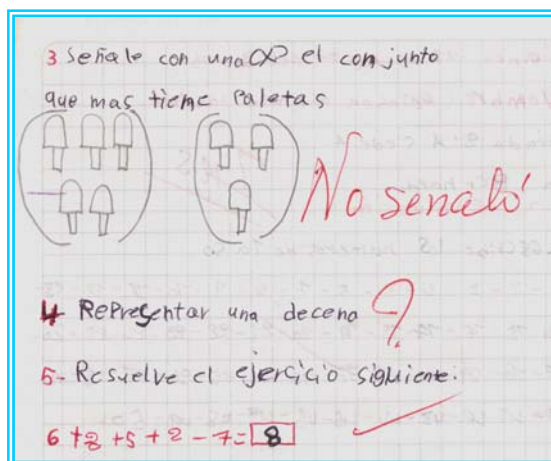 3 Señale con una ∞ el conjunto
que mas tiene Paletas
No senaló
4 Representar una decena ?
5- Resuelve el ejercicio siguiente.
6 + 2 + 5 + 2 - 7 = 8